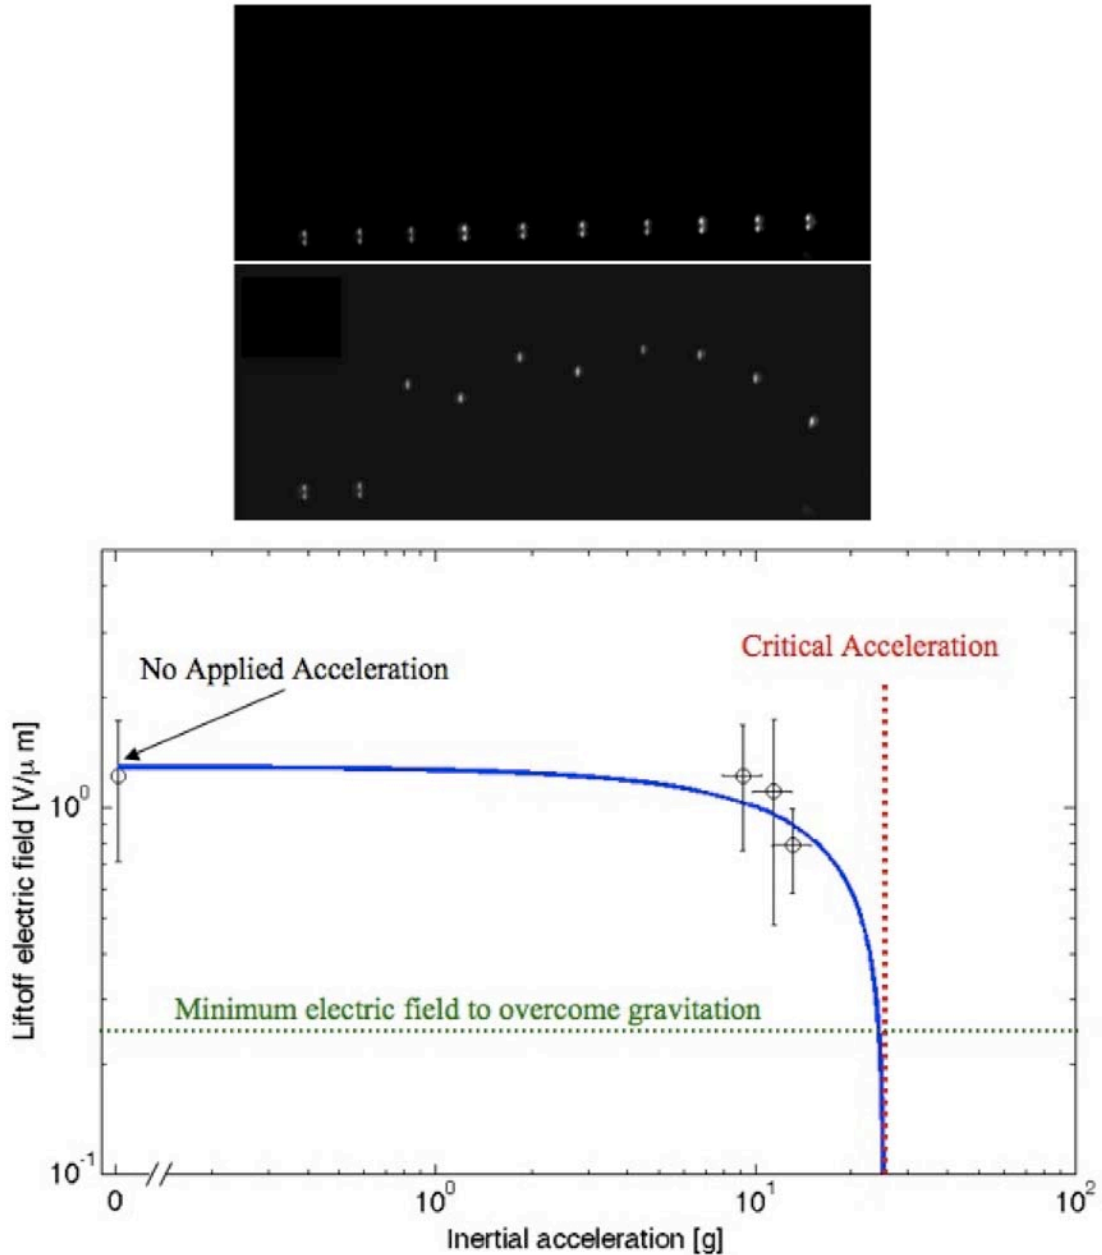 No Applied Acceleration
Critical Acceleration
Minimum electric field to overcome gravitation
Liftoff electric field [V/μ m]
10⁰
10⁻¹
0
10⁰
10¹
10²
Inertial acceleration [g]